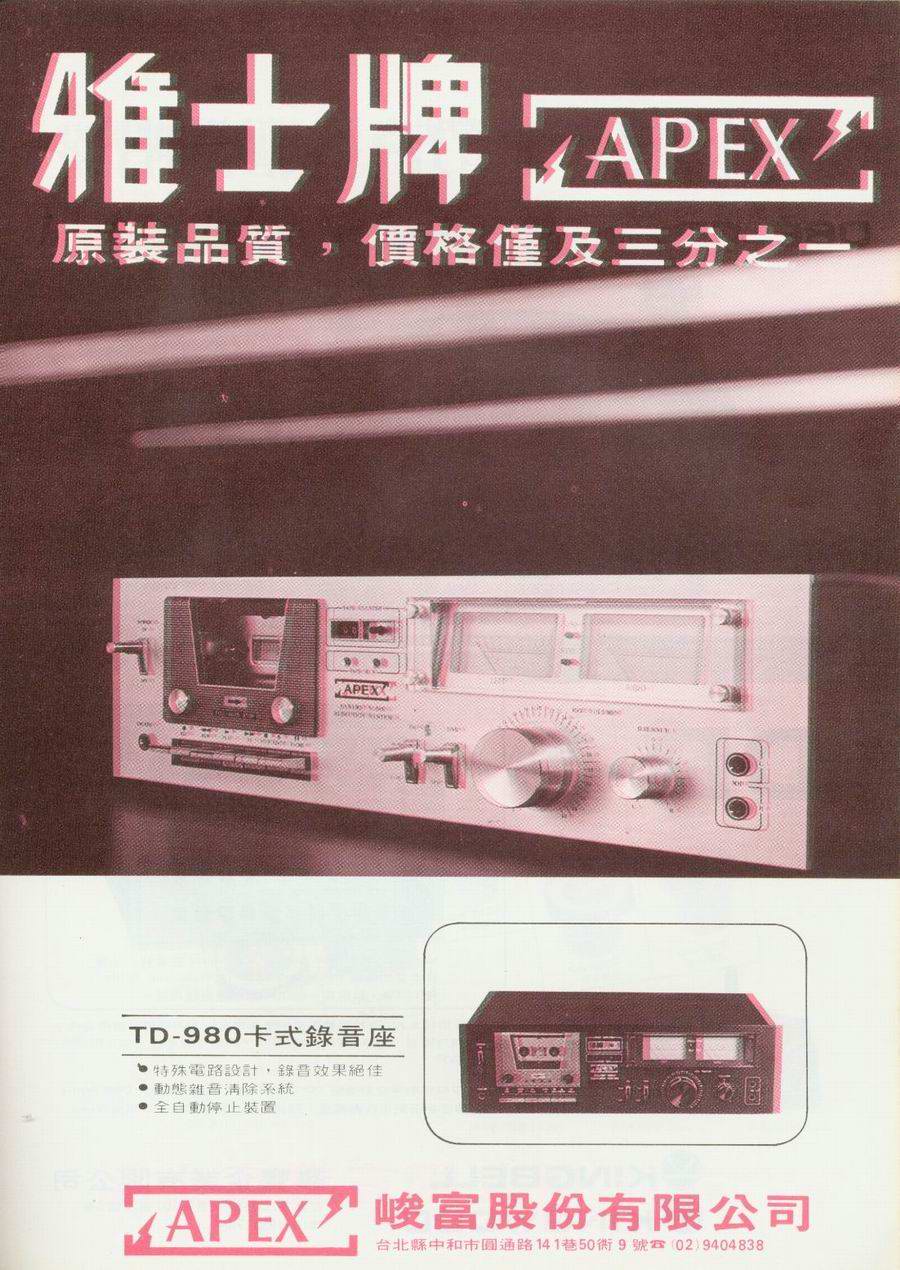 雅士牌 APEX
原裝品質，價格僅及三分之一
APEX
TD-980卡式錄音座
● 特殊電路設計，錄音效果絕佳
● 動態雜音清除系統
● 全自動停止裝置
APEX 峻富股份有限公司
台北縣中和市圓通路141巷50衖9號☎(02)9404838